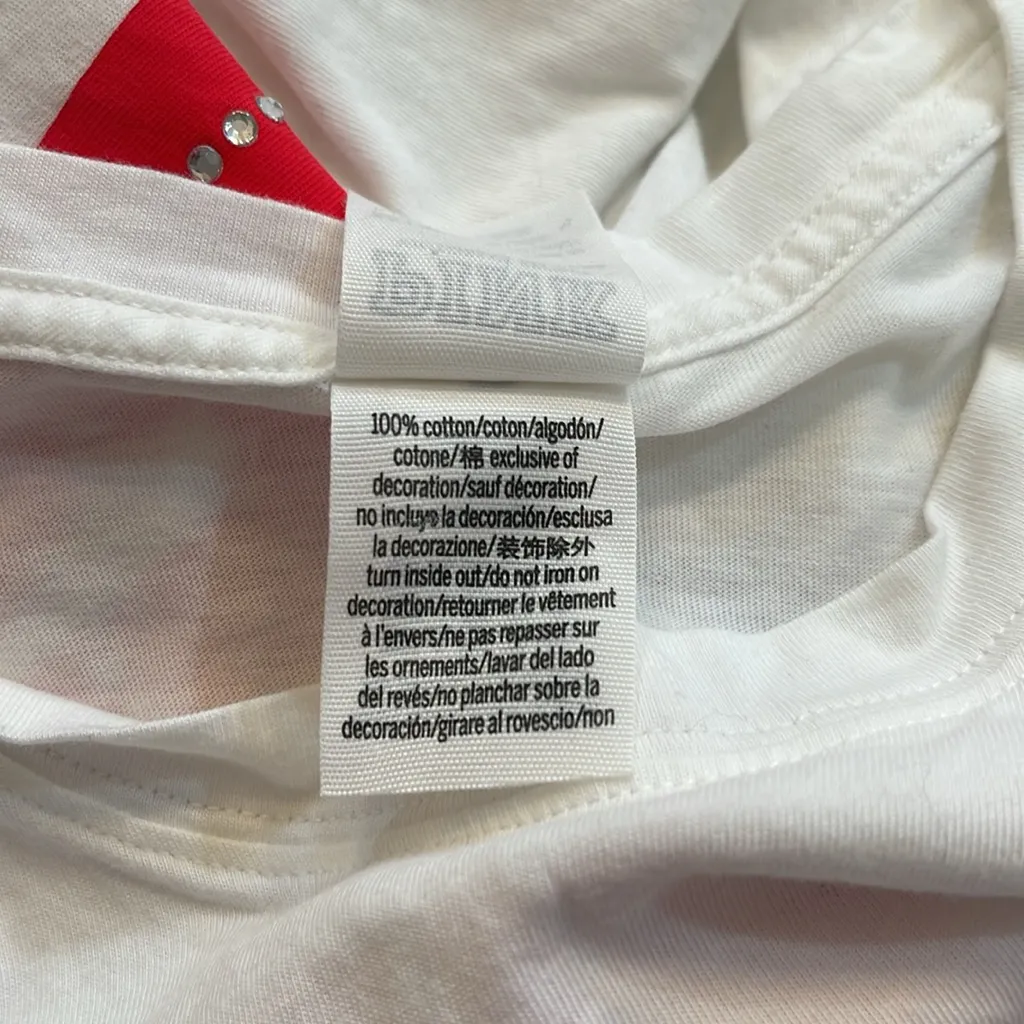 PINK
100% cotton/coton/algodón/
cotone/棉 exclusive of
decoration/sauf décoration/
no incluye la decoración/esclusa
la decorazione/装饰除外
turn inside out/do not iron on
decoration/retourner le vêtement
à l'envers/ne pas repasser sur
les ornements/lavar del lado
del revés/no planchar sobre la
decoración/girare al rovescio/non